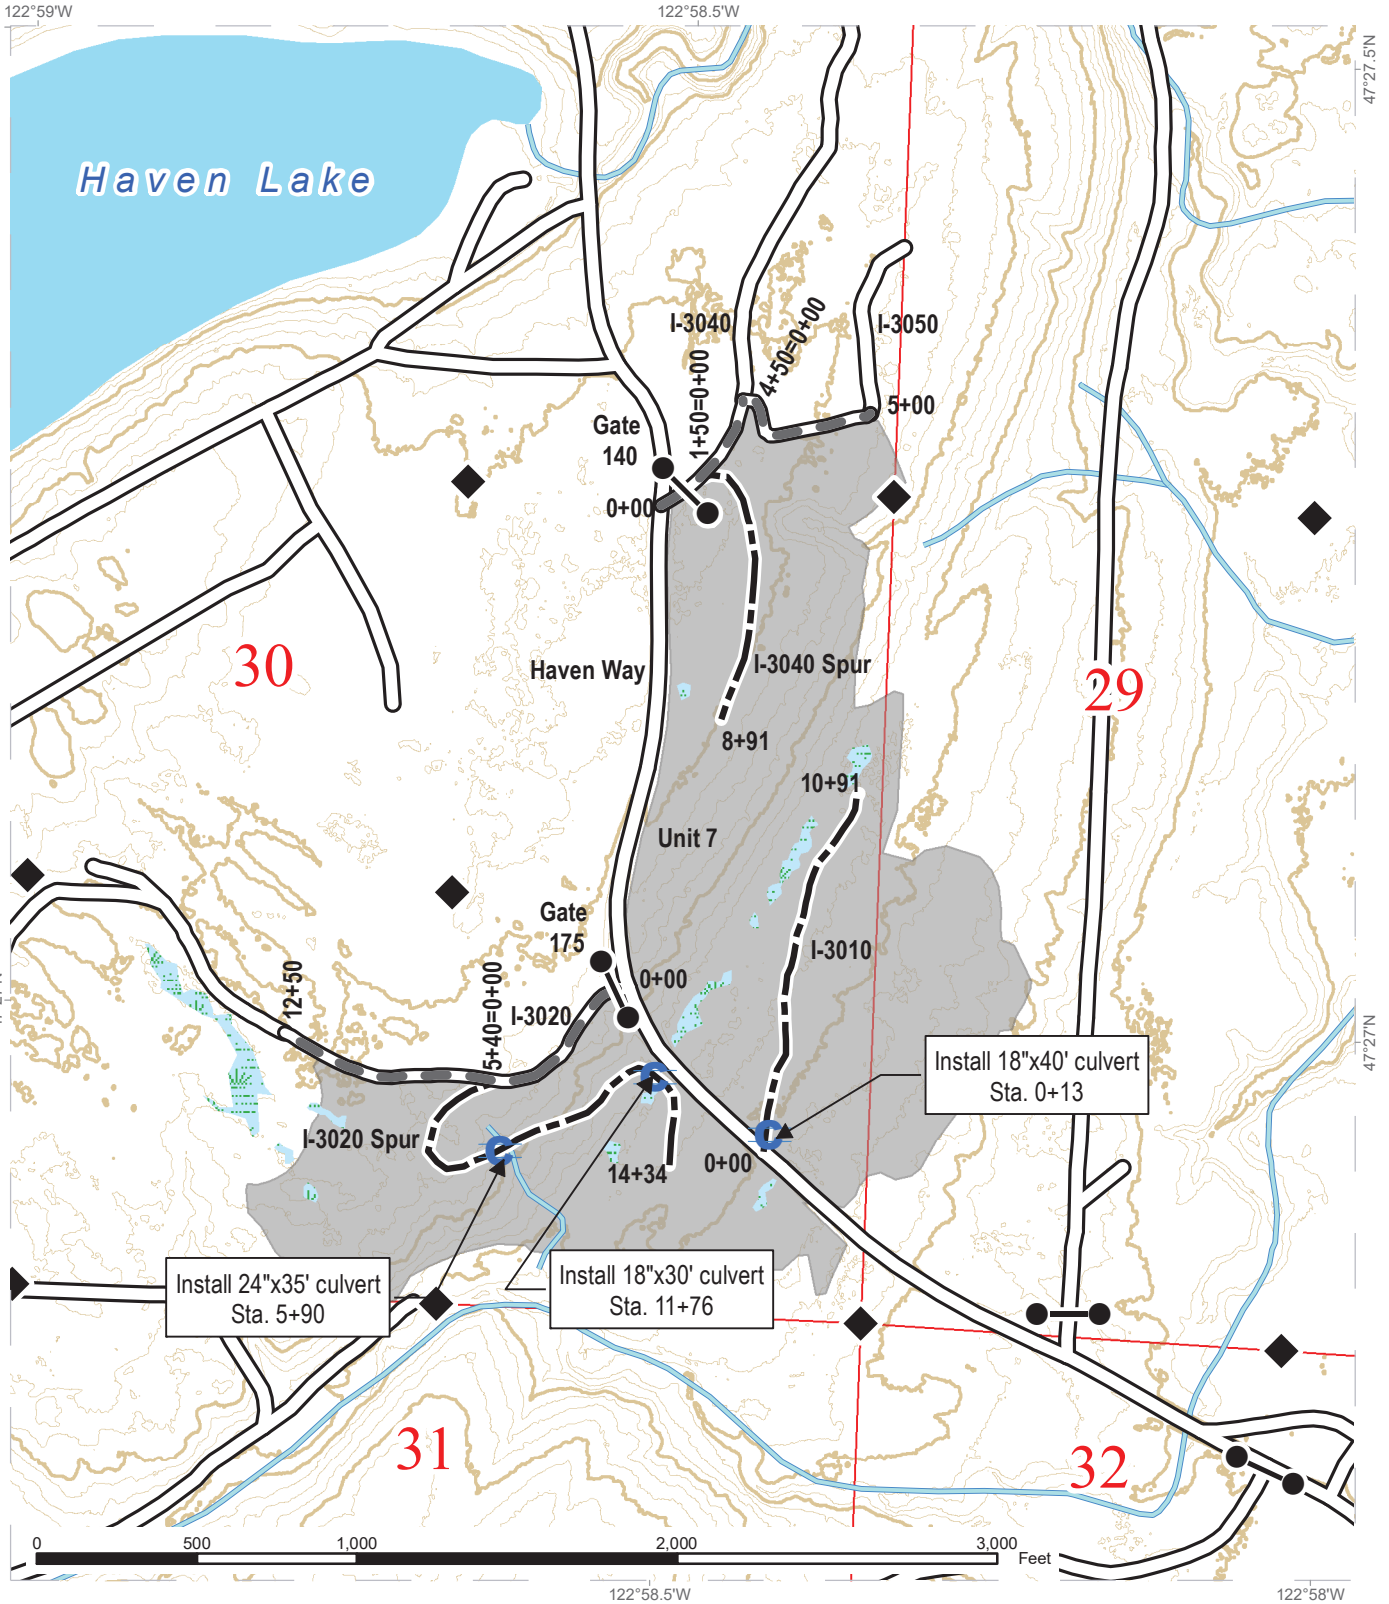 122°59'W
122°58.5'W
47°27.5'N
Haven Lake
I-3040
4+50=0+00
I-3050
1+50=0+00
5+00
Gate
140
0+00
30
Haven Way
I-3040 Spur
29
8+91
10+91
Unit 7
Gate
175
I-3010
0+00
12+50
5+40=0+00
I-3020
47°27'N
Install 18"x40' culvert
Sta. 0+13
I-3020 Spur
C
C
C
14+34
0+00
Install 24"x35' culvert
Sta. 5+90
Install 18"x30' culvert
Sta. 11+76
31
32
0
500
1,000
2,000
3,000
Feet
122°58.5'W
122°58'W